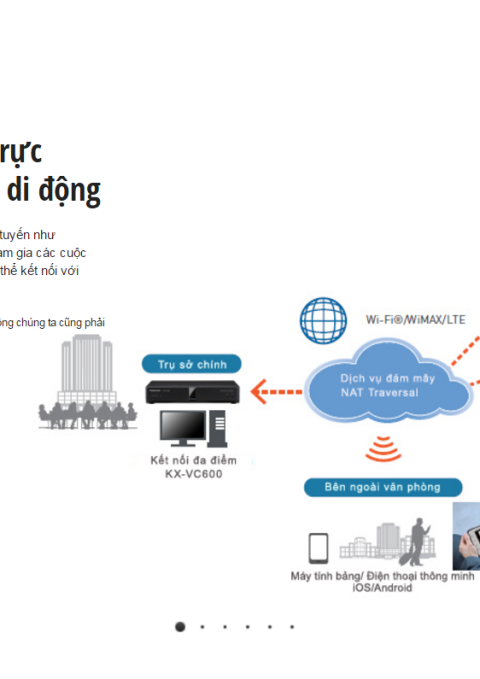 rực
di động
tuyến như
am gia các cuộc
thể kết nối với
ông chúng ta cũng phải
Wi-Fi®/WiMAX/LTE
Trụ sở chính
Dịch vụ đám mây
NAT Traversal
Kết nối đa điểm
KX-VC600
Bên ngoài văn phòng
Máy tính bảng/ Điện thoại thông minh
iOS/Android